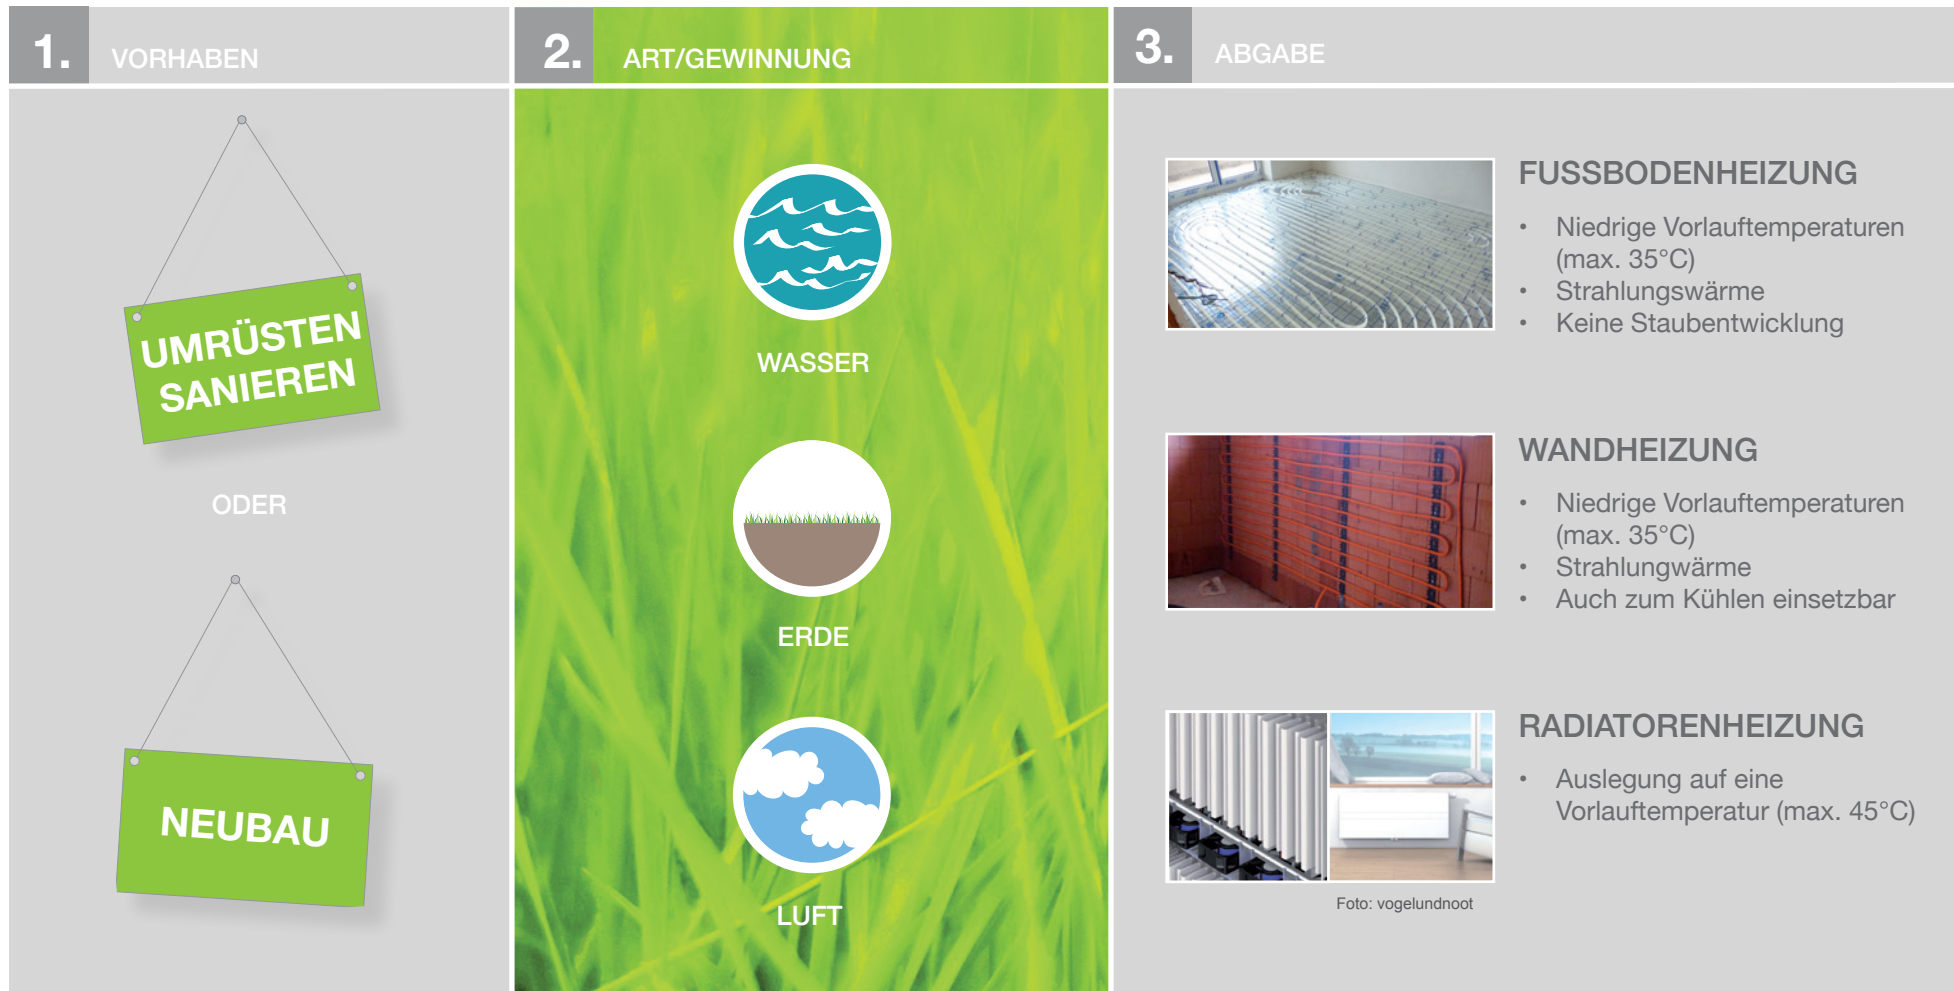 1. VORHABEN
UMRÜSTEN
SANIEREN
ODER
NEUBAU
2. ART/GEWINNUNG
WASSER
ERDE
LUFT
3. ABGABE
FUSSBODENHEIZUNG
• Niedrige Vorlauftemperaturen
(max. 35°C)
• Strahlungswärme
• Keine Staubentwicklung
WANDHEIZUNG
• Niedrige Vorlauftemperaturen
(max. 35°C)
• Strahlungwärme
• Auch zum Kühlen einsetzbar
RADIATORENHEIZUNG
• Auslegung auf eine
Vorlauftemperatur (max. 45°C)
Foto: vogelundnoot